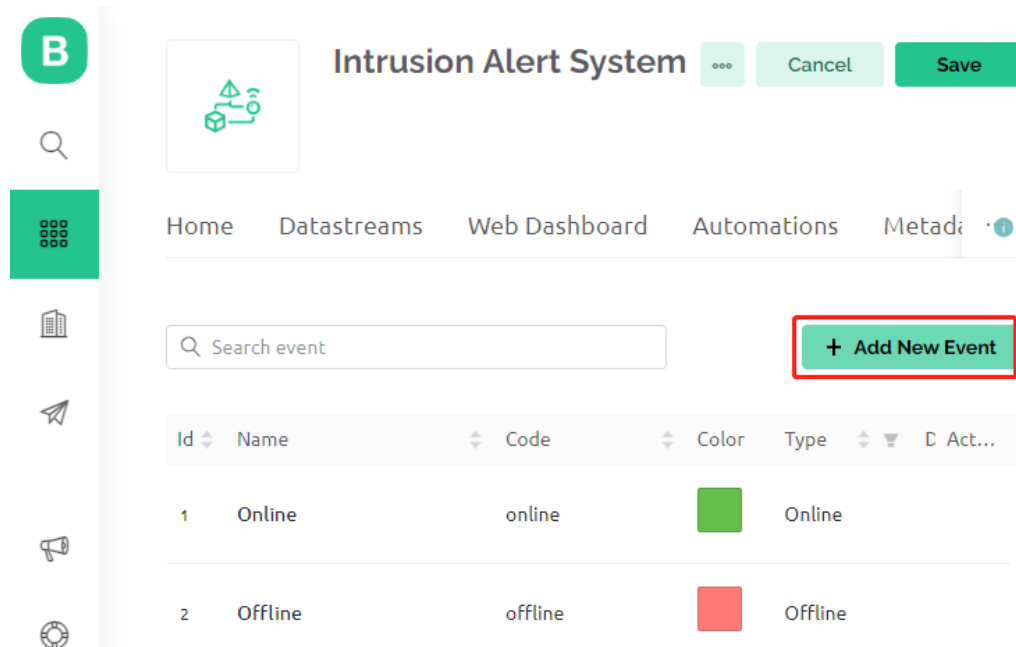 B
Intrusion Alert System
Cancel
Save
Home Datastreams Web Dashboard Automations Metada
Search event
+ Add New Event
Id Name Code Color Type D Act...
1 Online online Online
2 Offline offline Offline